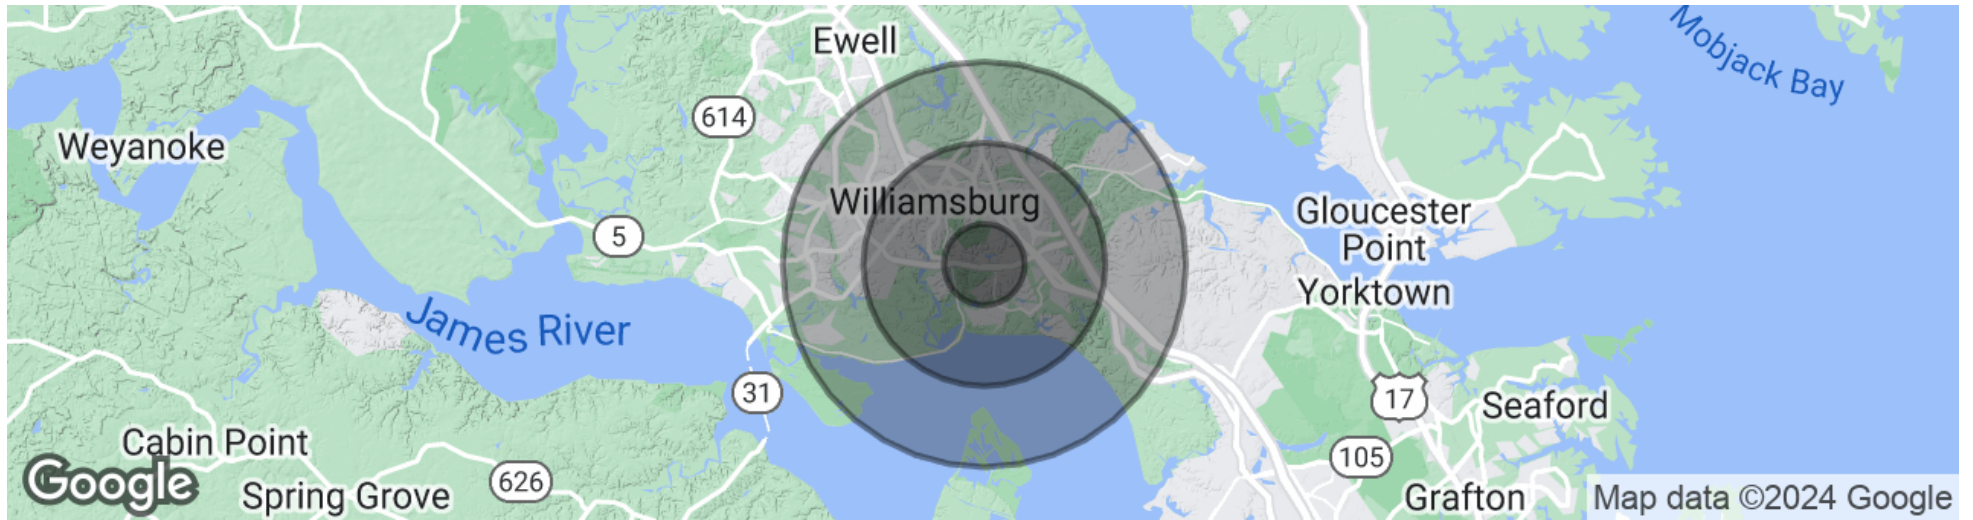 Ewell
Mobjack Bay
614
Weyanoke
Williamsburg
Gloucester
Point
5
Yorktown
James River
31
17
Seaford
Cabin Point
105
Google
626
Spring Grove
Grafton
Map data ©2024 Google